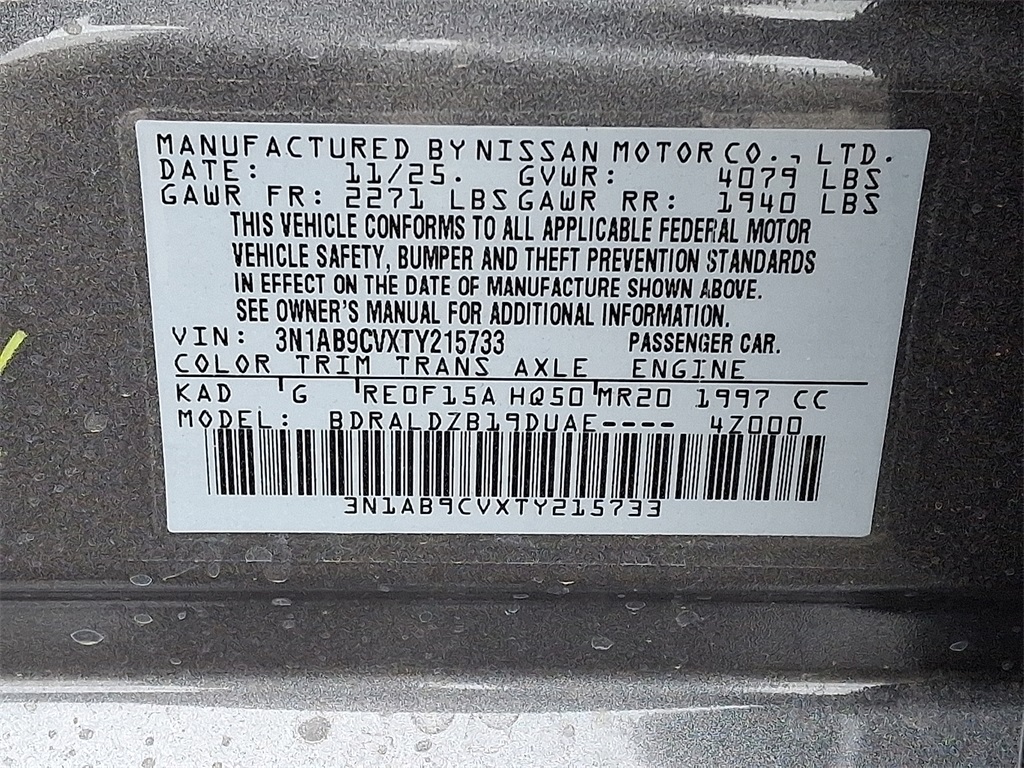 MANUFACTURED BY NISSAN MOTOR CO., LTD.
DATE: 11/25. GVWR: 4079 LBS
GAWR FR: 2271 LBS GAWR RR: 1940 LBS
THIS VEHICLE CONFORMS TO ALL APPLICABLE FEDERAL MOTOR
VEHICLE SAFETY, BUMPER AND THEFT PREVENTION STANDARDS
IN EFFECT ON THE DATE OF MANUFACTURE SHOWN ABOVE.
SEE OWNER'S MANUAL FOR ADDITIONAL INFORMATION.
VIN: 3N1AB9CVXTY215733 PASSENGER CAR.
COLOR TRIM TRANS AXLE ENGINE
KAD G RE0F15A HQ50 MR20 1997 CC
MODEL: BDRALDZB19DUAE---- 4Z000
3N1AB9CVXTY215733